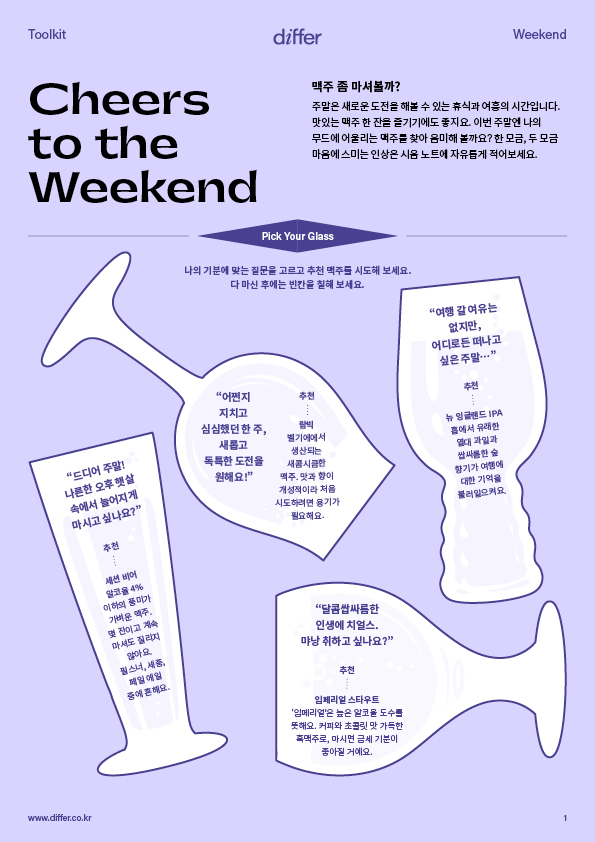 Toolkit
differ
Weekend
Cheers
to the
Weekend
맥주 좀 마셔볼까?
주말은 새로운 도전을 해볼 수 있는 휴식과 여흥의 시간입니다.
맛있는 맥주 한 잔을 즐기기에도 좋지요. 이번 주말엔 나의
무드에 어울리는 맥주를 찾아 음미해 볼까요? 한 모금, 두 모금
마음에 스미는 인상은 시음 노트에 자유롭게 적어보세요.
Pick Your Glass
나의 기분에 맞는 질문을 고르고 추천 맥주를 시도해 보세요.
다 마신 후에는 빈칸을 칠해 보세요.
“어쩐지
지치고
심심했던 한 주,
새롭고
독특한 도전을
원해요!”
추천
람빅
벨기에에서
생산되는
새콤시큼한
맥주. 맛과 향이
개성적이라 처음
시도하려면 용기가
필요해요.
“여행 갈 여유는
없지만,
어디로든 떠나고
싶은 주말…”
추천
뉴 잉글랜드 IPA
홉에서 유래한
열대 과일과
쌉싸름한 숲
향기가 여행에
대한 기억을
불러일으켜요.
“드디어 주말!
나른한 오후 햇살
속에서 늘어지게
마시고 싶나요?”
추천
세션 비어
알코올 4%
이하의 풍미가
가벼운 맥주.
몇 잔이고 계속
마셔도 질리지
않아요.
필스너, 세종,
페일 에일
중에 흔해요.
“달콤쌉싸름한
인생에 치얼스.
마냥 취하고 싶나요?”
추천
임페리얼 스타우트
'임페리얼'은 높은 알코올 도수를
뜻해요. 커피와 초콜릿 맛 가득한
흑맥주로, 마시면 금세 기분이
좋아질 거예요.
www.differ.co.kr
1